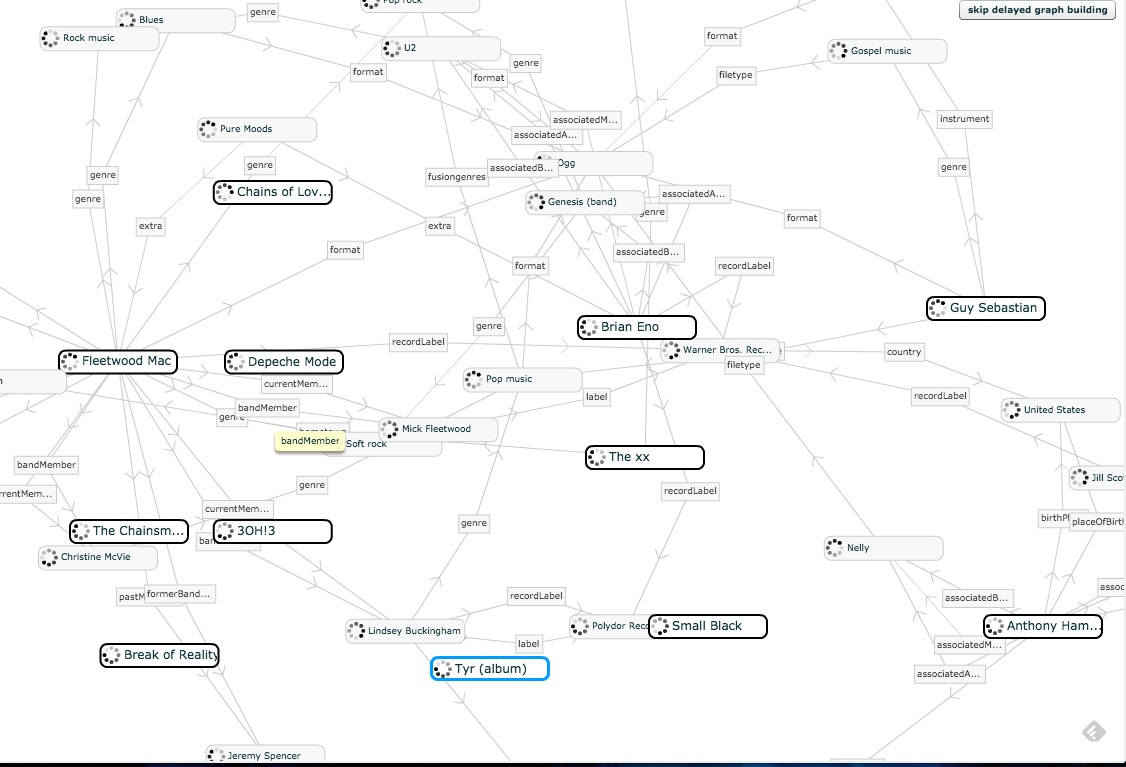 Pop rock
skip delayed graph building
genre
Blues
Rock music
U2
format
Gospel music
genre
format
format
filetype
associatedM...
instrument
Pure Moods
associatedA...
genre
Ogg
associatedB...
genre
genre
fusiongenres
Chains of Lov...
associatedA...
genre
Genesis (band)
genre
format
extra
extra
format
associatedB...
format
recordLabel
Guy Sebastian
genre
Brian Eno
recordLabel
Warner Bros. Rec...
country
Fleetwood Mac
Depeche Mode
filetype
Pop music
currentMem...
label
recordLabel
bandMember
United States
genre
Mick Fleetwood
bandMember
Soft rock
The xx
bandMember
Jill Sco
genre
recordLabel
rrentMem...
currentMem...
birthPl
placeOfBirth
genre
The Chainsm...
3OH!3
ban
Nelly
Christine McVie
assoc
pastM
formerBand...
recordLabel
associatedB...
Lindsey Buckingham
Polydor Reco
Small Black
Anthony Ham...
label
associatedM...
Break of Reality
Tyr (album)
associatedA...
Jeremy Spencer